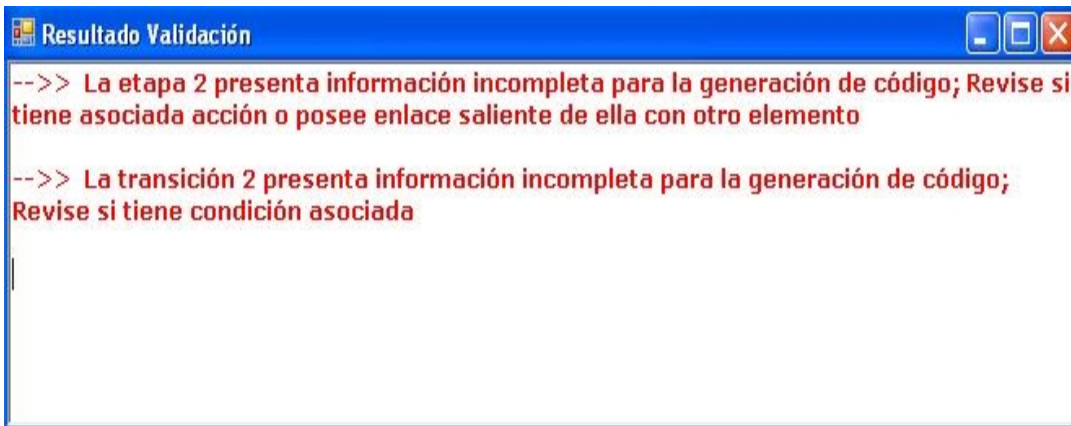 Resultado Validación
-->> La etapa 2 presenta información incompleta para la generación de código; Revise si
tiene asociada acción o posee enlace saliente de ella con otro elemento
-->> La transición 2 presenta información incompleta para la generación de código;
Revise si tiene condición asociada